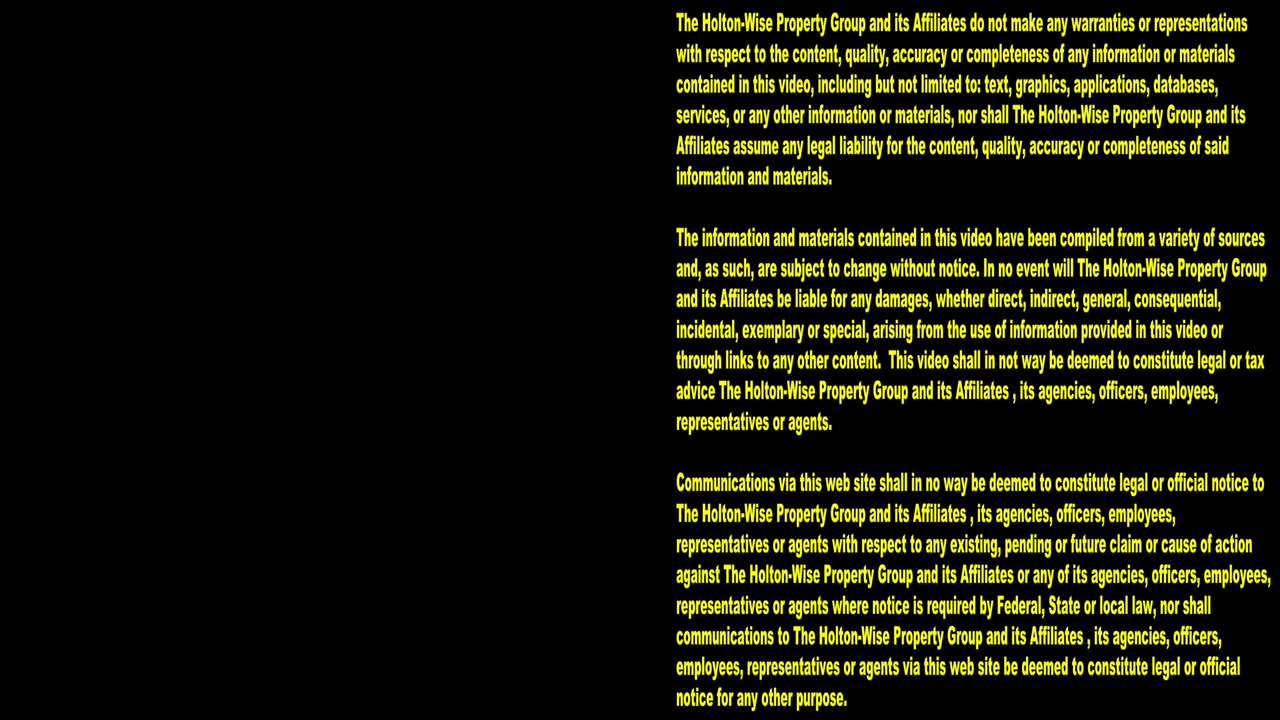 The Holton-Wise Property Group and its Affiliates do not make any warranties or representations
with respect to the content, quality, accuracy or completeness of any information or materials
contained in this video, including but not limited to: text, graphics, applications, databases,
services, or any other information or materials, nor shall The Holton-Wise Property Group and its
Affiliates assume any legal liability for the content, quality, accuracy or completeness of said
information and materials.
The information and materials contained in this video have been compiled from a variety of sources
and, as such, are subject to change without notice. In no event will The Holton-Wise Property Group
and its Affiliates be liable for any damages, whether direct, indirect, general, consequential,
incidental, exemplary or special, arising from the use of information provided in this video or
through links to any other content.  This video shall in not way be deemed to constitute legal or tax
advice The Holton-Wise Property Group and its Affiliates , its agencies, officers, employees,
representatives or agents.
Communications via this web site shall in no way be deemed to constitute legal or official notice to
The Holton-Wise Property Group and its Affiliates , its agencies, officers, employees,
representatives or agents with respect to any existing, pending or future claim or cause of action
against The Holton-Wise Property Group and its Affiliates or any of its agencies, officers, employees,
representatives or agents where notice is required by Federal, State or local law, nor shall
communications to The Holton-Wise Property Group and its Affiliates , its agencies, officers,
employees, representatives or agents via this web site be deemed to constitute legal or official
notice for any other purpose.